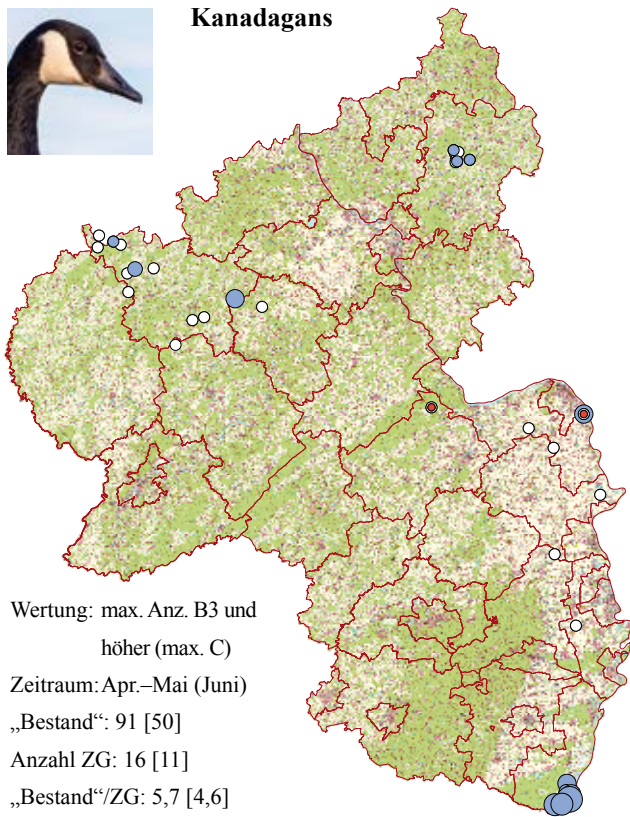 Kanadagans
Wertung: max. Anz. B3 und
höher (max. C)
Zeitraum: Apr.–Mai (Juni)
„Bestand“: 91 [50]
Anzahl ZG: 16 [11]
„Bestand“/ZG: 5,7 [4,6]